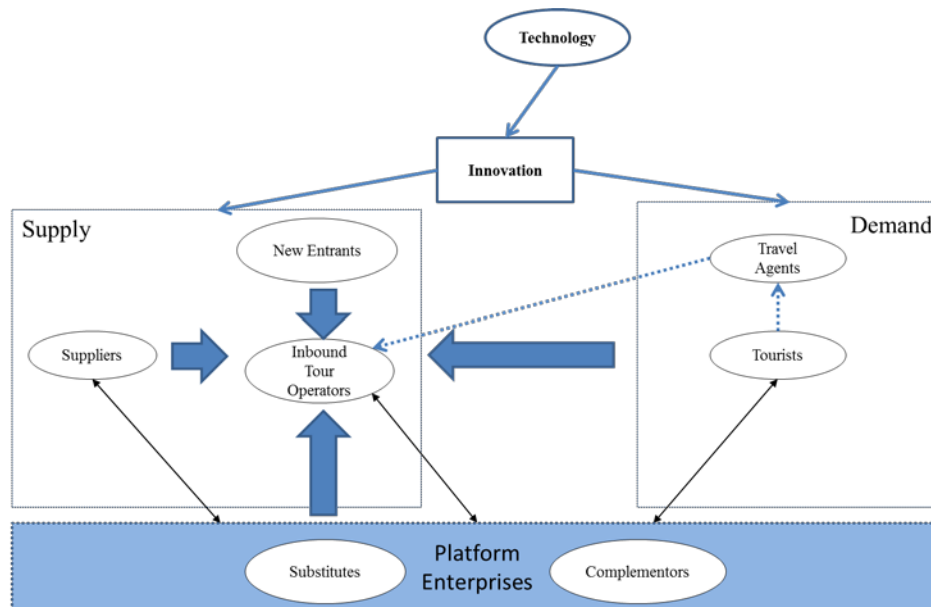 Technology
Innovation
Supply
Demand
New Entrants
Travel
Agents
Suppliers
Inbound
Tour
Operators
Tourists
Substitutes
Platform
Enterprises
Complementors